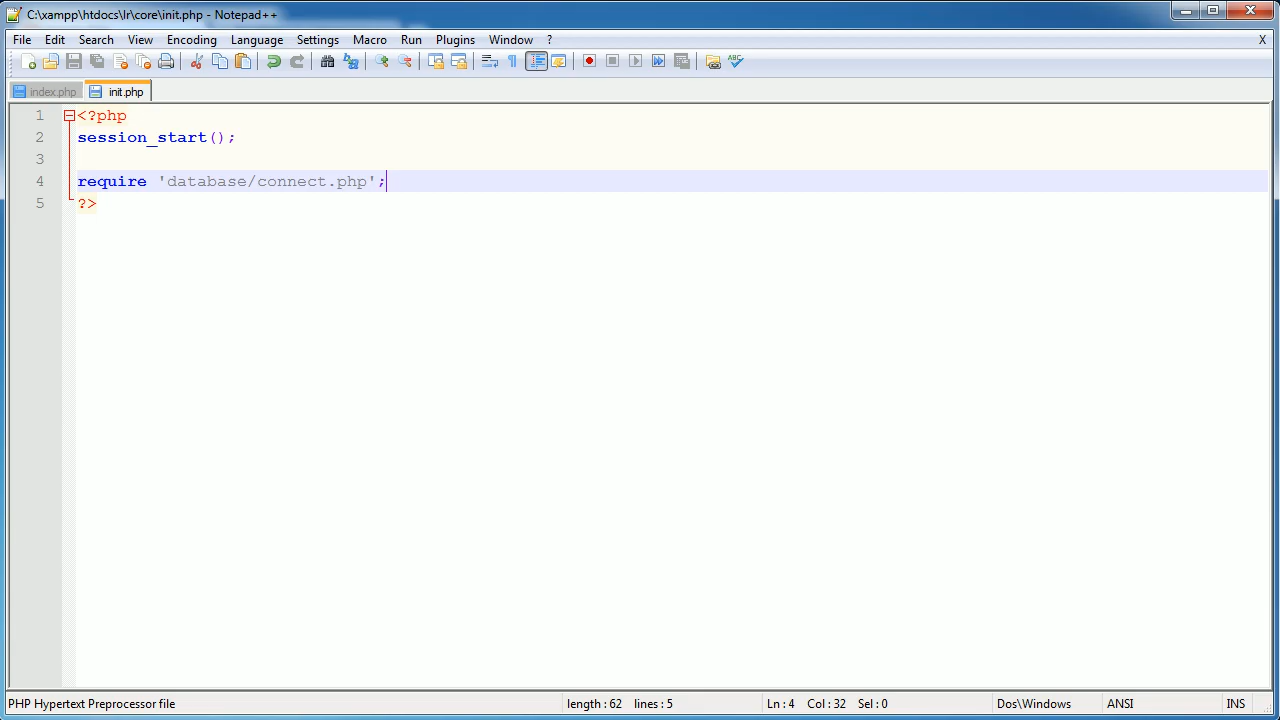 C:\xampp\htdocs\lr\core\init.php - Notepad++
File Edit Search View Encoding Language Settings Macro Run Plugins Window ? X
index.php init.php
1 <?php
2 session_start();
3
4 require 'database/connect.php';
5 ?>
PHP Hypertext Preprocessor file length : 62 lines : 5 Ln : 4 Col : 32 Sel : 0 Dos\Windows ANSI INS